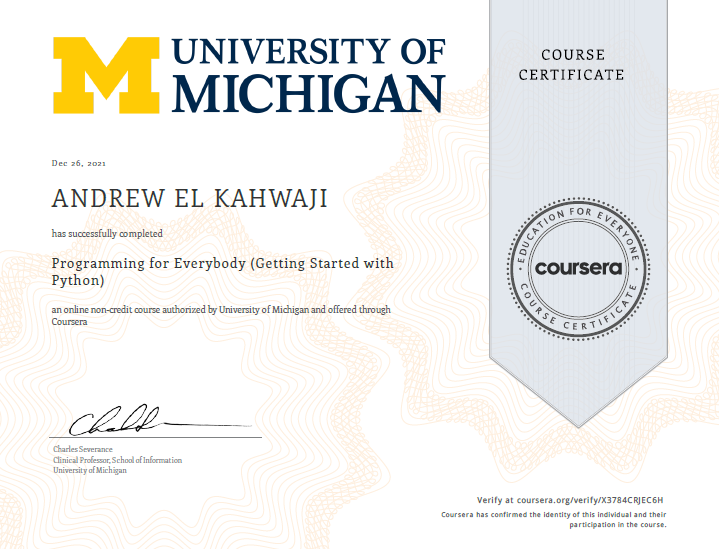 UNIVERSITY OF
MICHIGAN
COURSE
CERTIFICATE
Dec 26, 2021
ANDREW EL KAHWAJI
has successfully completed
Programming for Everybody (Getting Started with
Python)
an online non-credit course authorized by University of Michigan and offered through
Coursera
EDUCATION FOR EVERYONE
coursera
COURSE CERTIFICATE
Charles Severance
Clinical Professor, School of Information
University of Michigan
Verify at coursera.org/verify/X3784CRJEC6H
Coursera has confirmed the identity of this individual and their
participation in the course.